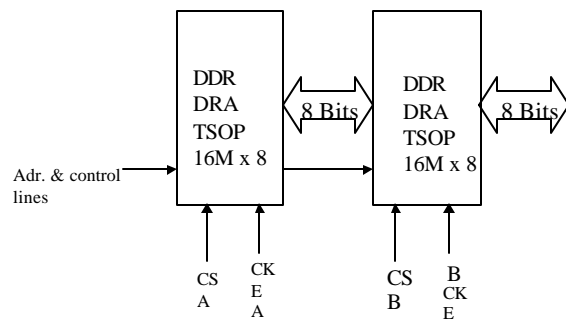 DDR
DRA
TSOP
16M x 8
8 Bits
DDR
DRA
TSOP
16M x 8
8 Bits
Adr. & control
lines
CS
A
CK
E
A
CS
B
B
CK
E